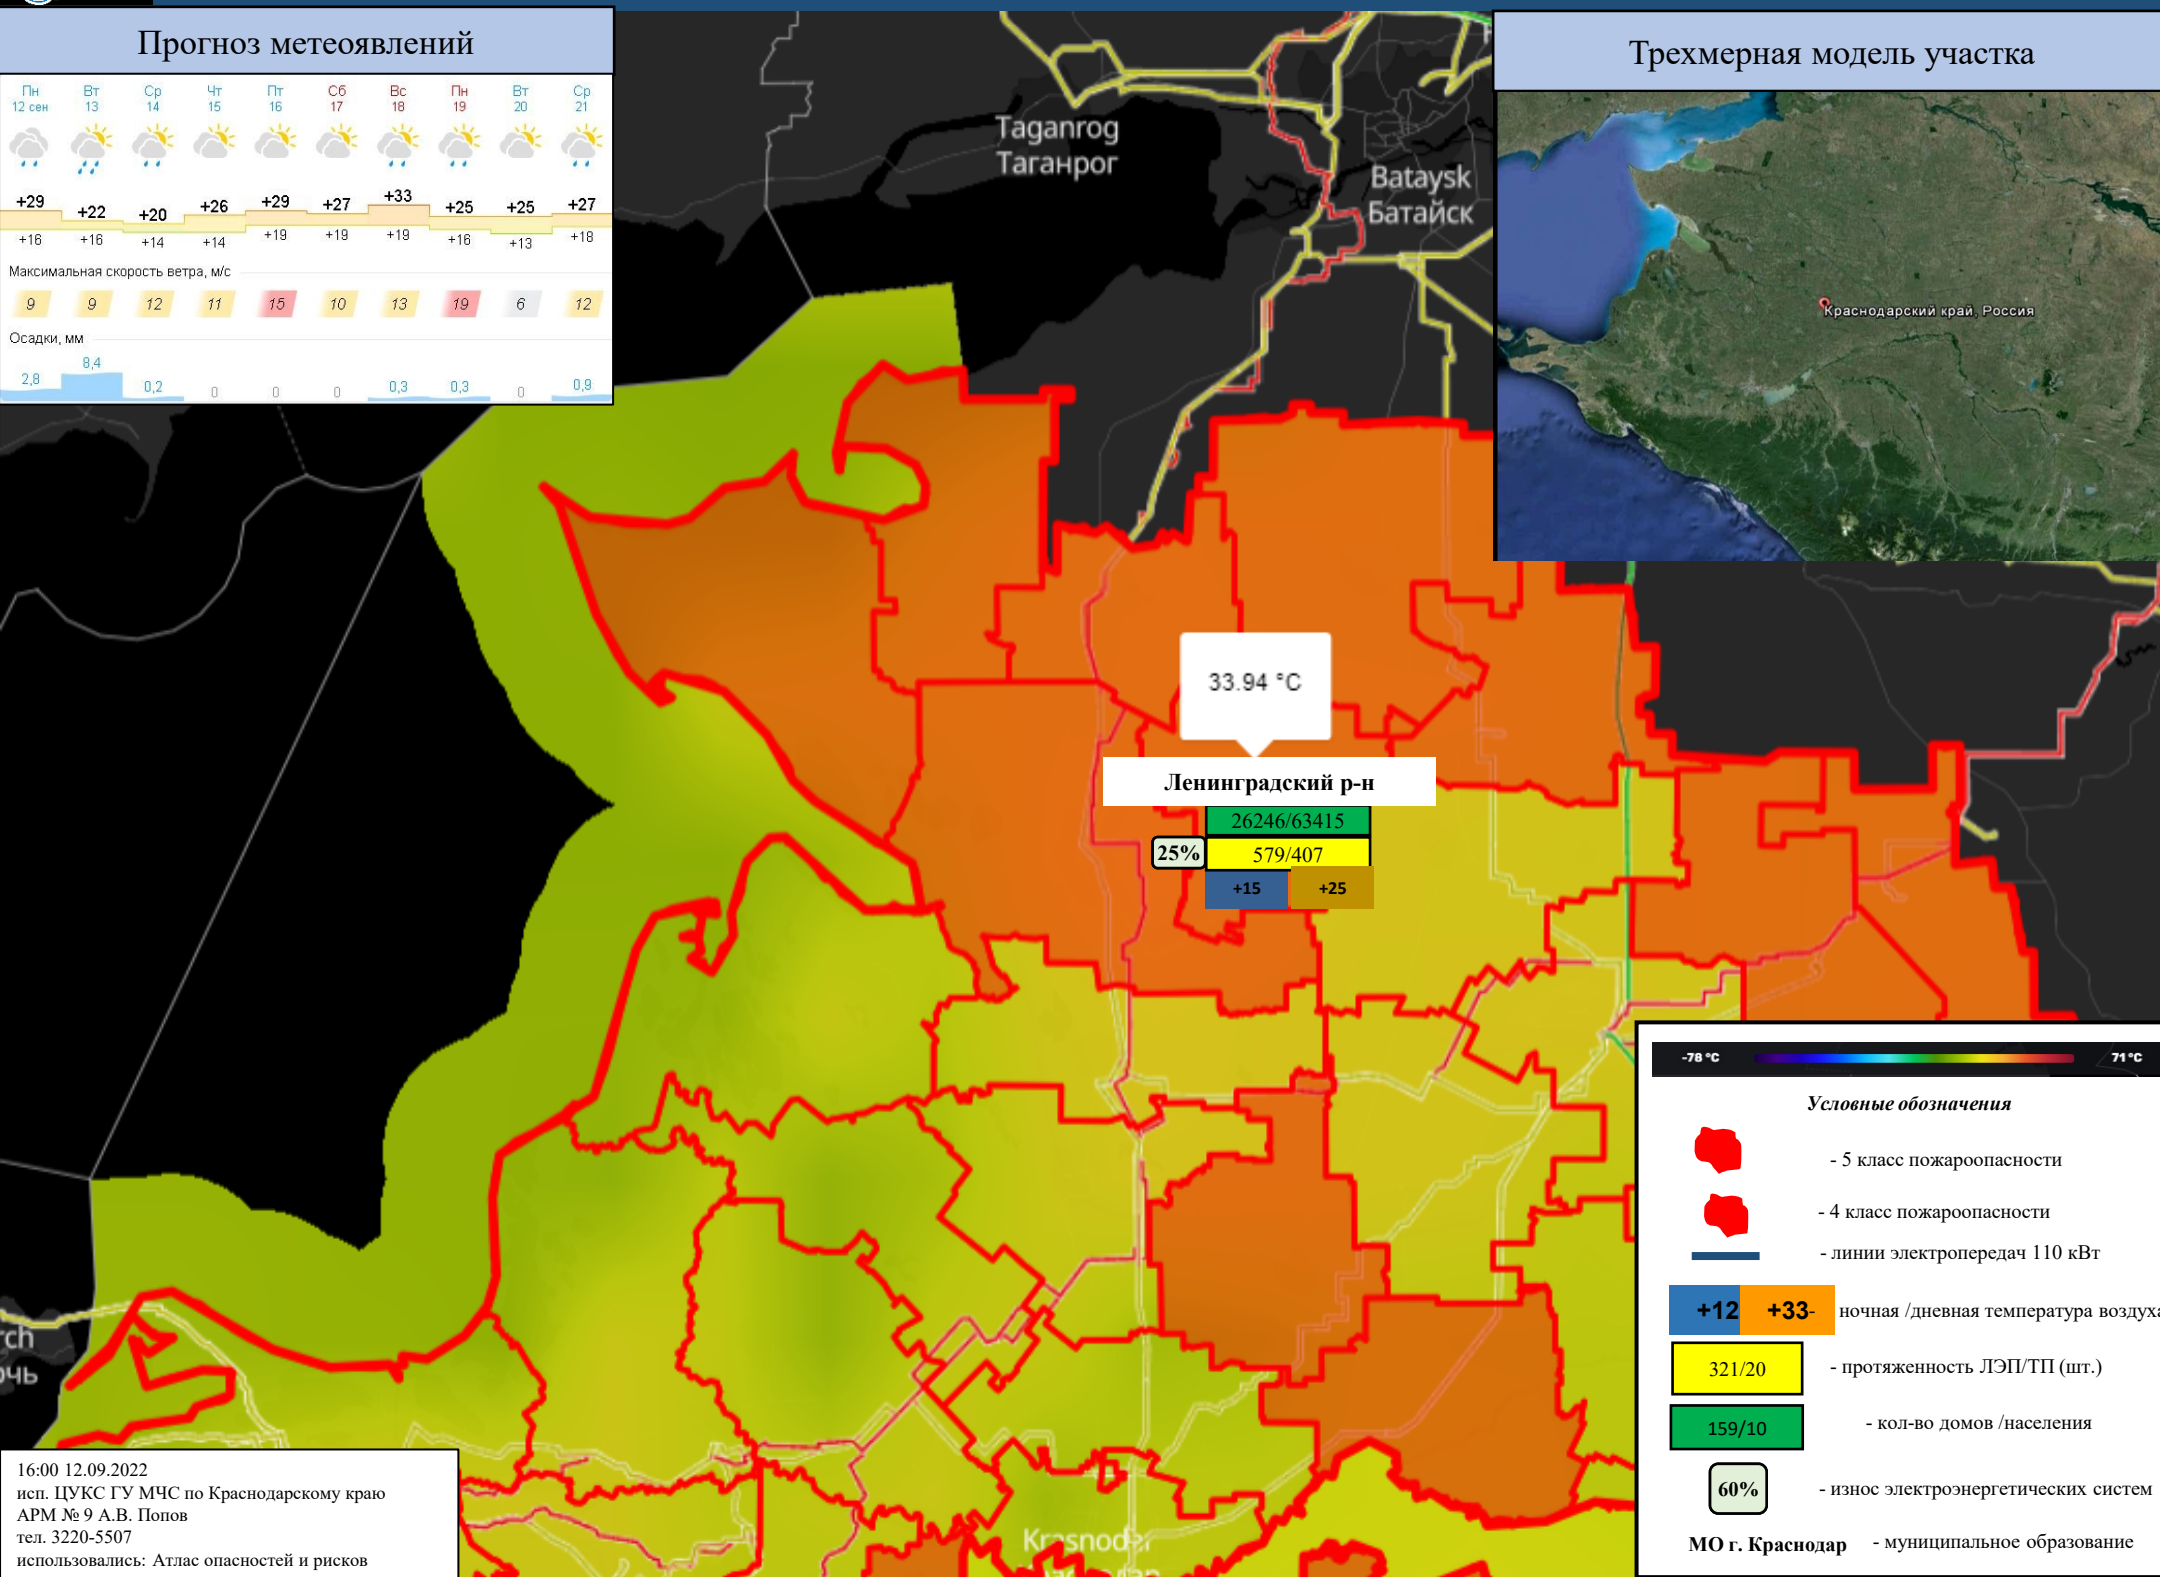 Прогноз метеоявлений
Пн Вт Ср Чт Пт Сб Вс Пн Вт Ср
12 сен 13 14 15 16 17 18 19 20 21
+29 +22 +20 +26 +29 +27 +33 +25 +25 +27
+16 +16 +14 +14 +19 +19 +19 +16 +13 +18
Максимальная скорость ветра, м/с
9 9 12 11 15 10 13 19 6 12
Осадки, мм
2,8 8,4 0,2 0 0 0 0,3 0,3 0 0,9
Taganrog
Таганрог
Bataysk
Батайск
Трехмерная модель участка
Краснодарский край, Россия
33.94 °C
Ленинградский р-н
26246/63415
25% 579/407
+15 +25
-78 °C 71 °C
Условные обозначения
- 5 класс пожароопасности
- 4 класс пожароопасности
- линии электропередач 110 кВт
+12 +33- ночная /дневная температура воздуха
321/20 - протяженность ЛЭП/ТП (шт.)
159/10 - кол-во домов /населения
60% - износ электроэнергетических систем
МО г. Краснодар - муниципальное образование
16:00 12.09.2022
исп. ЦУКС ГУ МЧС по Краснодарскому краю
АРМ № 9 А.В. Попов
тел. 3220-5507
использовались: Атлас опасностей и рисков